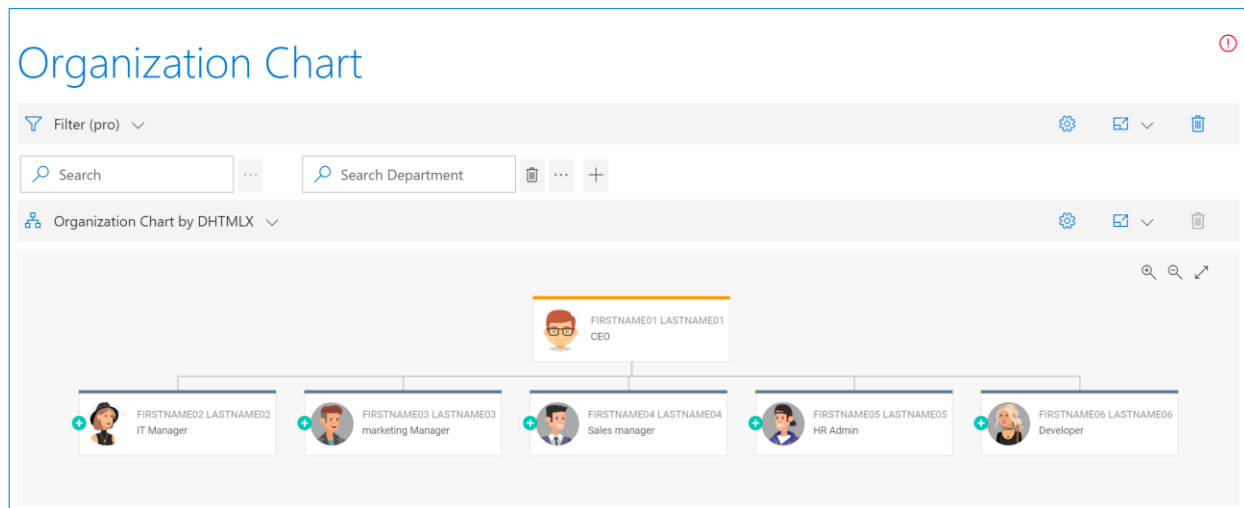 Organization Chart
Filter (pro)
Search
Search Department
Organization Chart by DHTMLX
FIRSTNAME01 LASTNAME01
CEO
FIRSTNAME02 LASTNAME02
IT Manager
FIRSTNAME03 LASTNAME03
marketing Manager
FIRSTNAME04 LASTNAME04
Sales manager
FIRSTNAME05 LASTNAME05
HR Admin
FIRSTNAME06 LASTNAME06
Developer